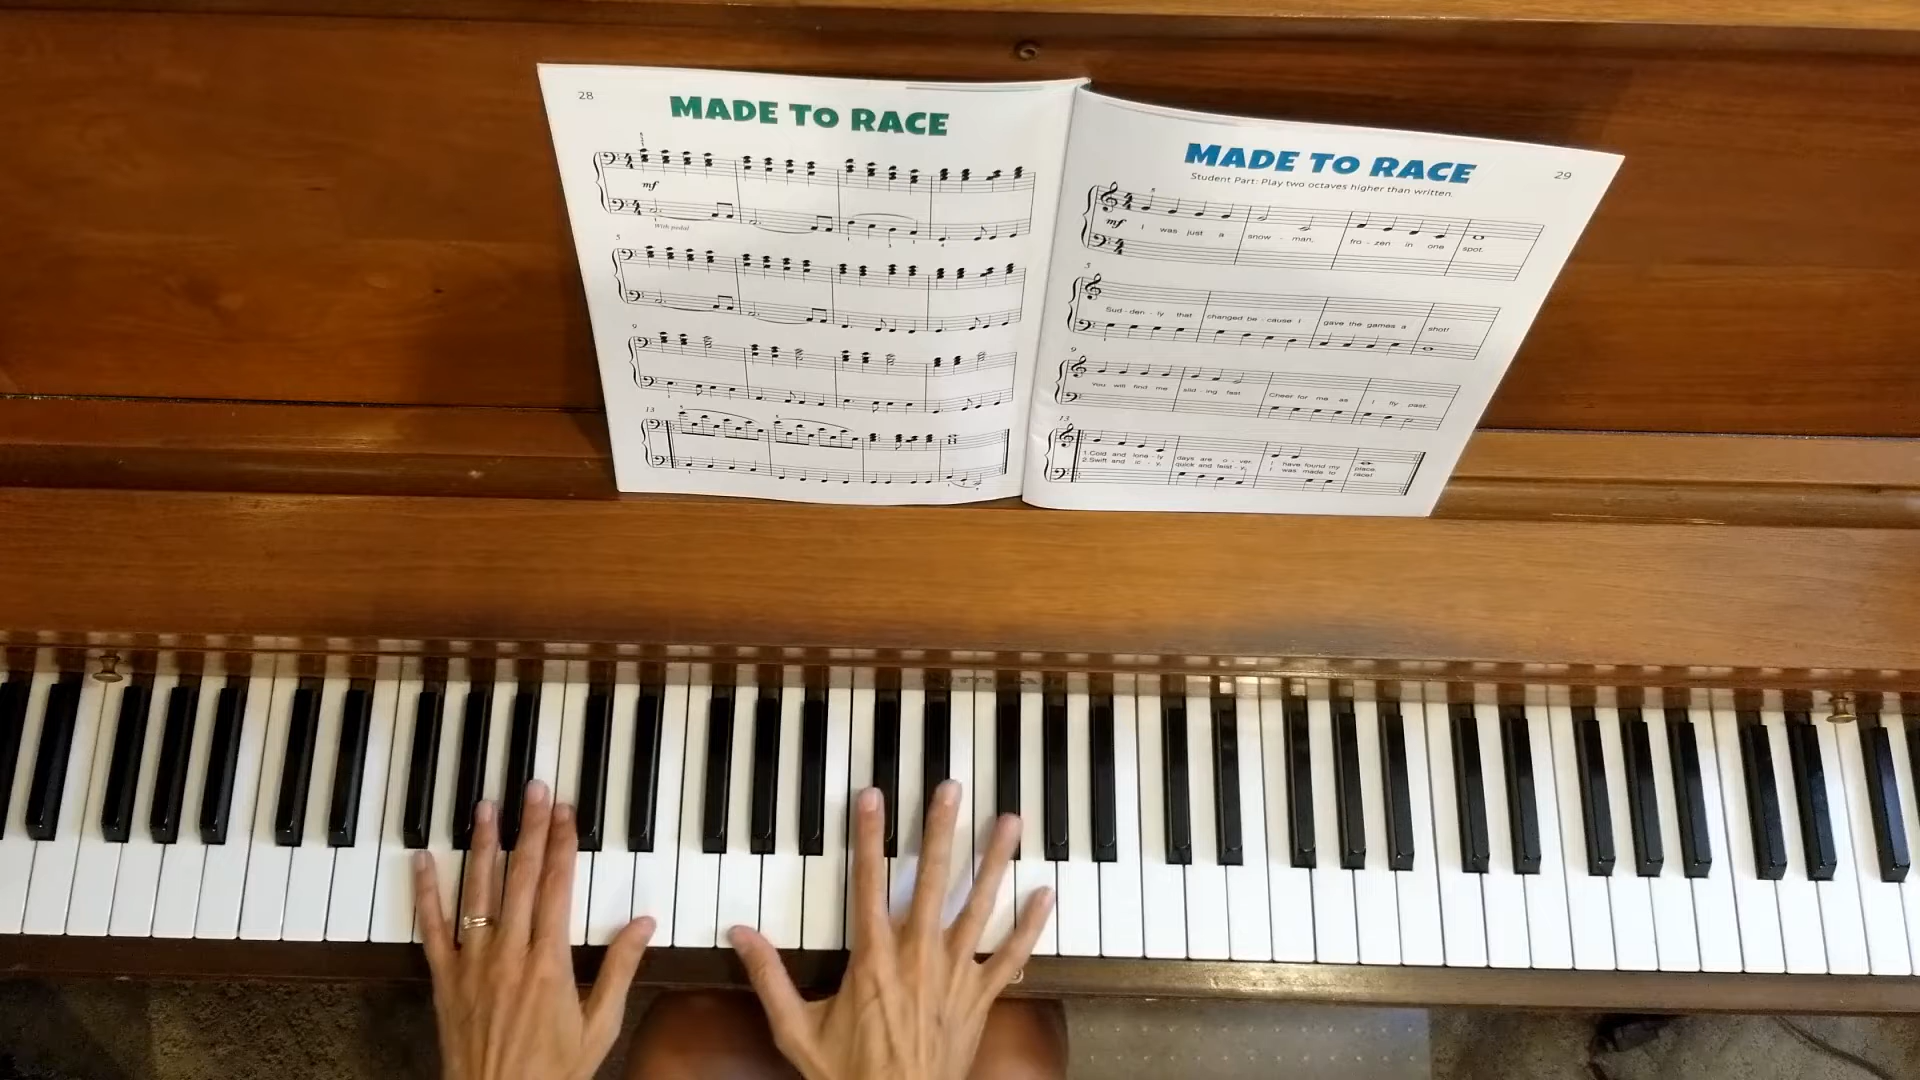 28
MADE TO RACE
mf
With pedal
5
9
13
MADE TO RACE
29
Student Part: Play two octaves higher than written.
mf
I was just a snow - man, fro - zen in one spot.
5
Sud - den - ly that changed be - cause I gave the games a shot!
9
You will find me slid - ing fast. Cheer for me as I fly past.
13
1.Cold and lone - ly days are o - ver. I have found my place.
2.Swift and ic - y, quick and feist - y, I was made to race!